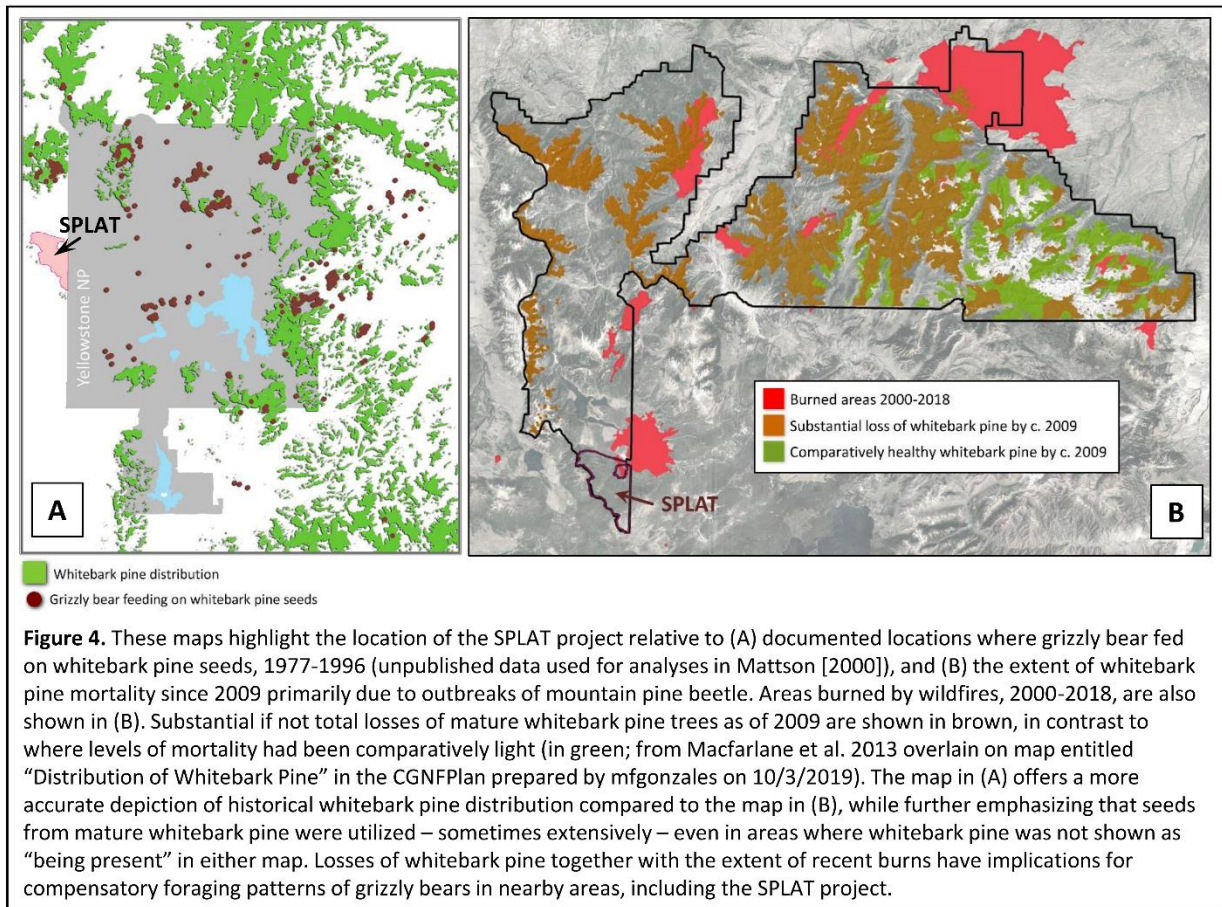 SPLAT
Yellowstone NP
A
Burned areas 2000-2018
Substantial loss of whitebark pine by c. 2009
Comparatively healthy whitebark pine by c. 2009
SPLAT
B
Whitebark pine distribution
Grizzly bear feeding on whitebark pine seeds
Figure 4. These maps highlight the location of the SPLAT project relative to (A) documented locations where grizzly bear fed
on whitebark pine seeds, 1977-1996 (unpublished data used for analyses in Mattson [2000]), and (B) the extent of whitebark
pine mortality since 2009 primarily due to outbreaks of mountain pine beetle. Areas burned by wildfires, 2000-2018, are also
shown in (B). Substantial if not total losses of mature whitebark pine trees as of 2009 are shown in brown, in contrast to
where levels of mortality had been comparatively light (in green; from Macfarlane et al. 2013 overlain on map entitled
“Distribution of Whitebark Pine” in the CGNFPlan prepared by mfgonzales on 10/3/2019). The map in (A) offers a more
accurate depiction of historical whitebark pine distribution compared to the map in (B), while further emphasizing that seeds
from mature whitebark pine were utilized – sometimes extensively – even in areas where whitebark pine was not shown as
“being present” in either map. Losses of whitebark pine together with the extent of recent burns have implications for
compensatory foraging patterns of grizzly bears in nearby areas, including the SPLAT project.